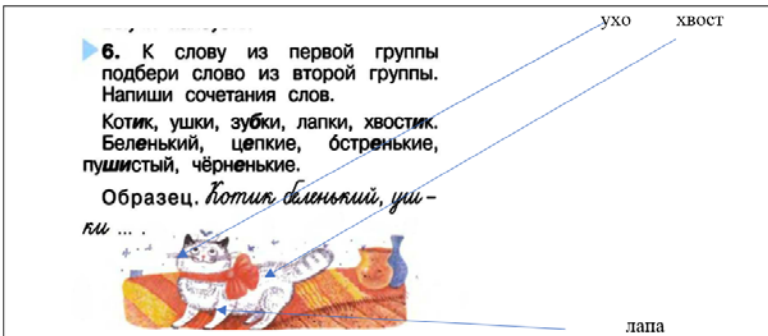 ухо хвост
6. К слову из первой группы
подбери слово из второй группы.
Напиши сочетания слов.
Котик, ушки, зубки, лапки, хвостик.
Беленький, цепкие, о́стренькие,
пушистый, чёрненькие.
Образец. Котик беленький, уш-
ки ... .
лапа